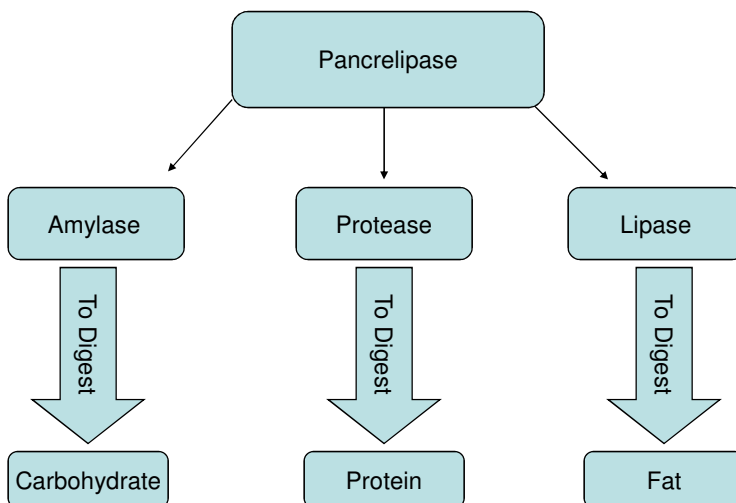 Pancrelipase
Amylase
Protease
Lipase
To Digest
To Digest
To Digest
Carbohydrate
Protein
Fat